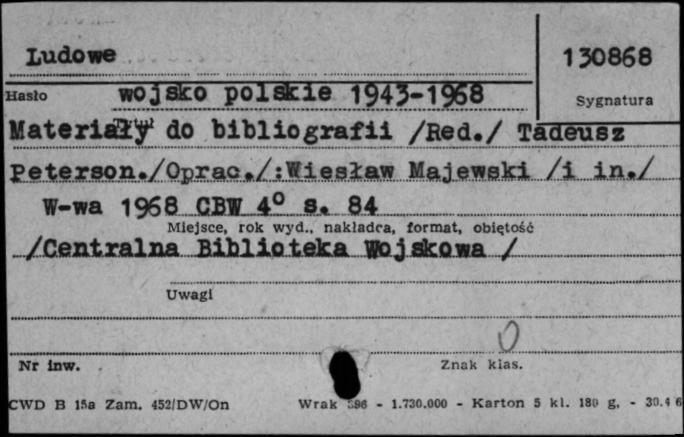 Ludowe
130868
Hasło
wojsko polskie 1943-1968
Sygnatura
Materiały do bibliografii /Red./ Tadeusz
Peterson./Oprac./:Wiesław Majewski /i in./
W-wa 1968 CBW 4° s. 84
Miejsce, rok wyd., nakładca, format, objętość
/Centralna Biblioteka Wojskowa /
Uwagi
0
Nr inw.
Znak klas.
CWD B 15a Zam. 452/DW/On
Wrak 396 - 1.730.000 - Karton 5 kl. 180 g. - 30.4 6